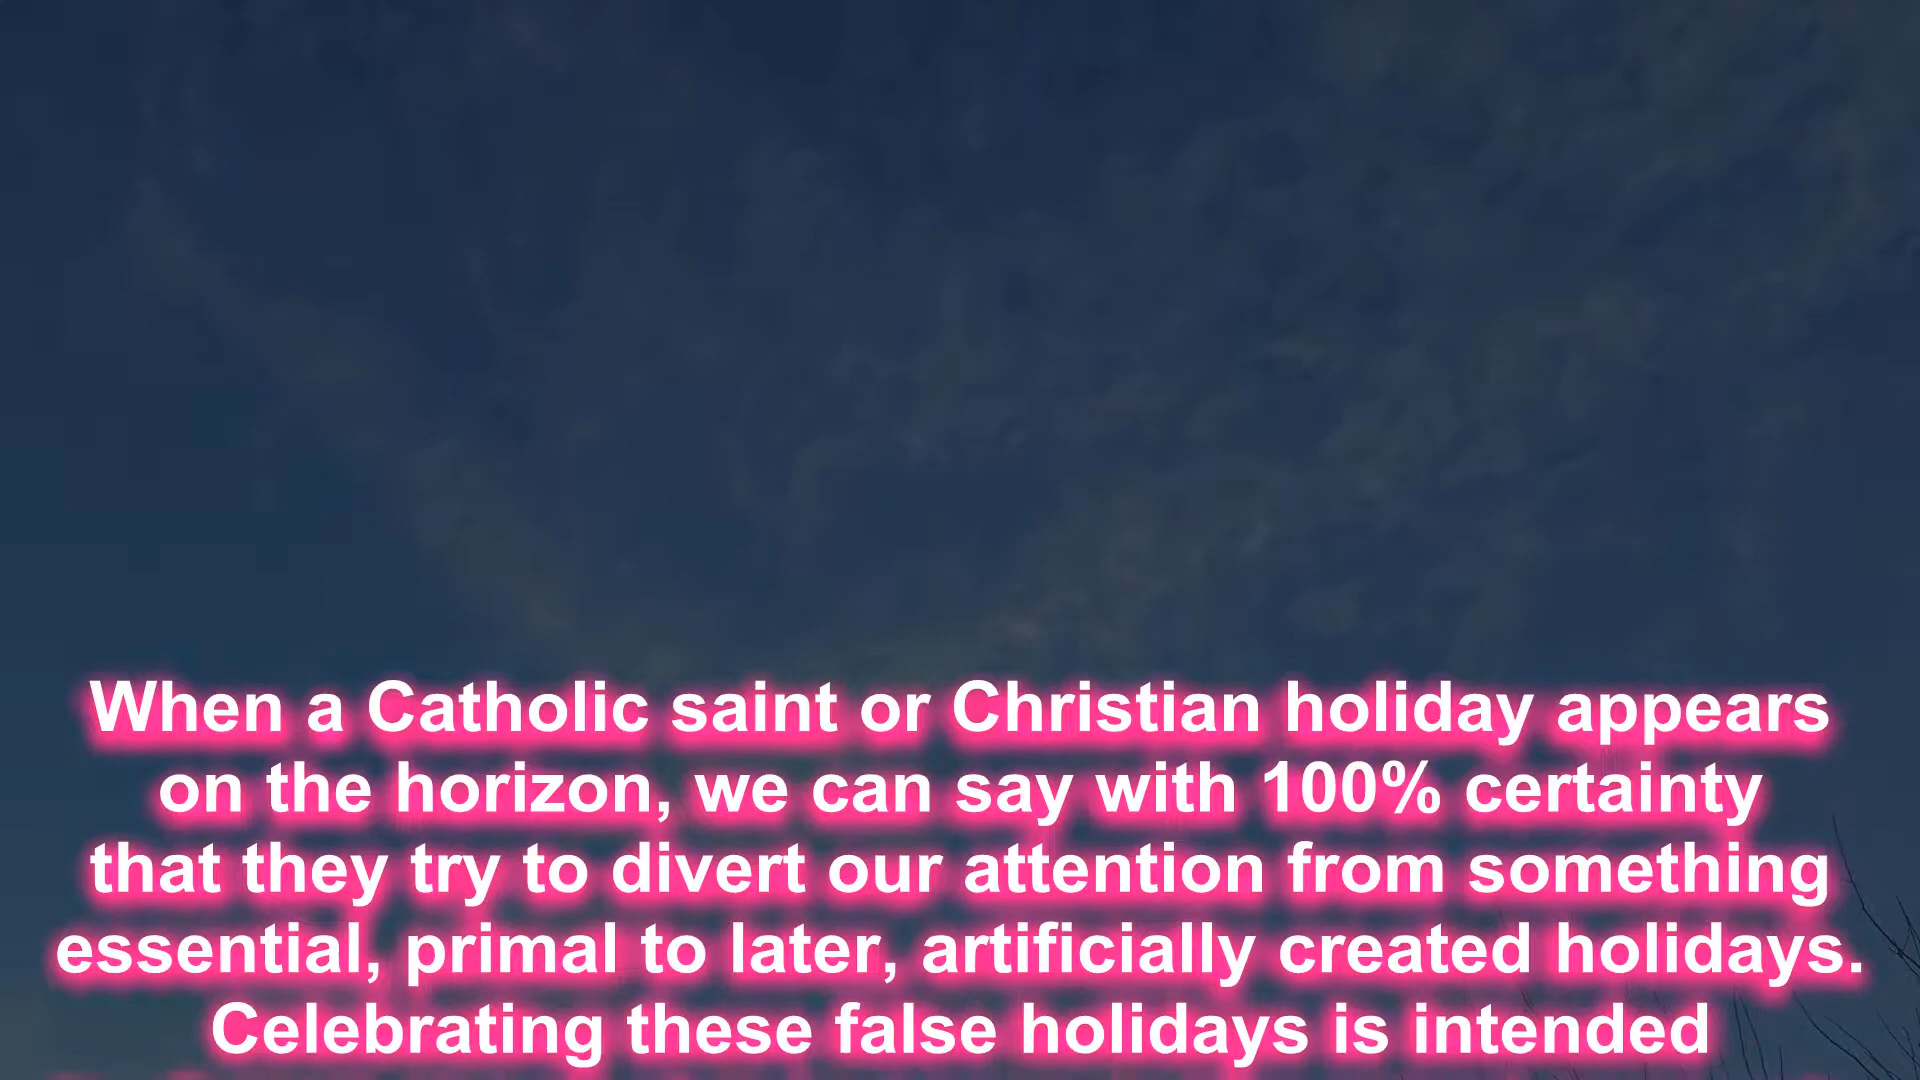 When a Catholic saint or Christian holiday appears
on the horizon, we can say with 100% certainty
that they try to divert our attention from something
essential, primal to later, artificially created holidays.
Celebrating these false holidays is intended